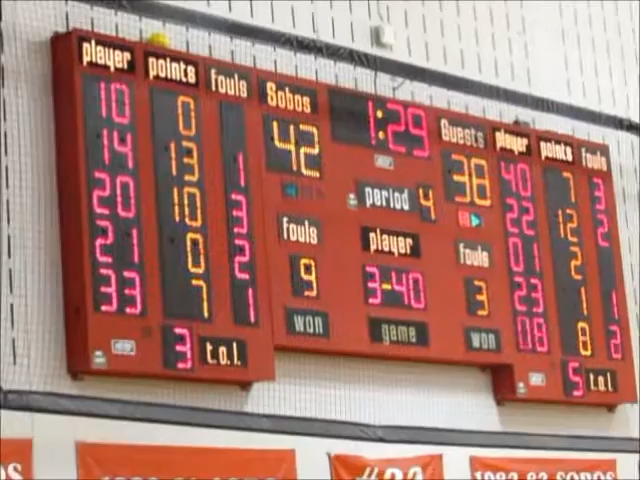 player points fouls Sobos 1:29 Guests player points fouls
10 0 42 38 40 7 3
14 13 1 period 4 22 12 2
20 10 3 fouls player fouls 01 2
21 0 2 9 3-40 3 23 1 1
33 7 1 won game won 08 8 2
3 t.o.l. 5 t.o.l.